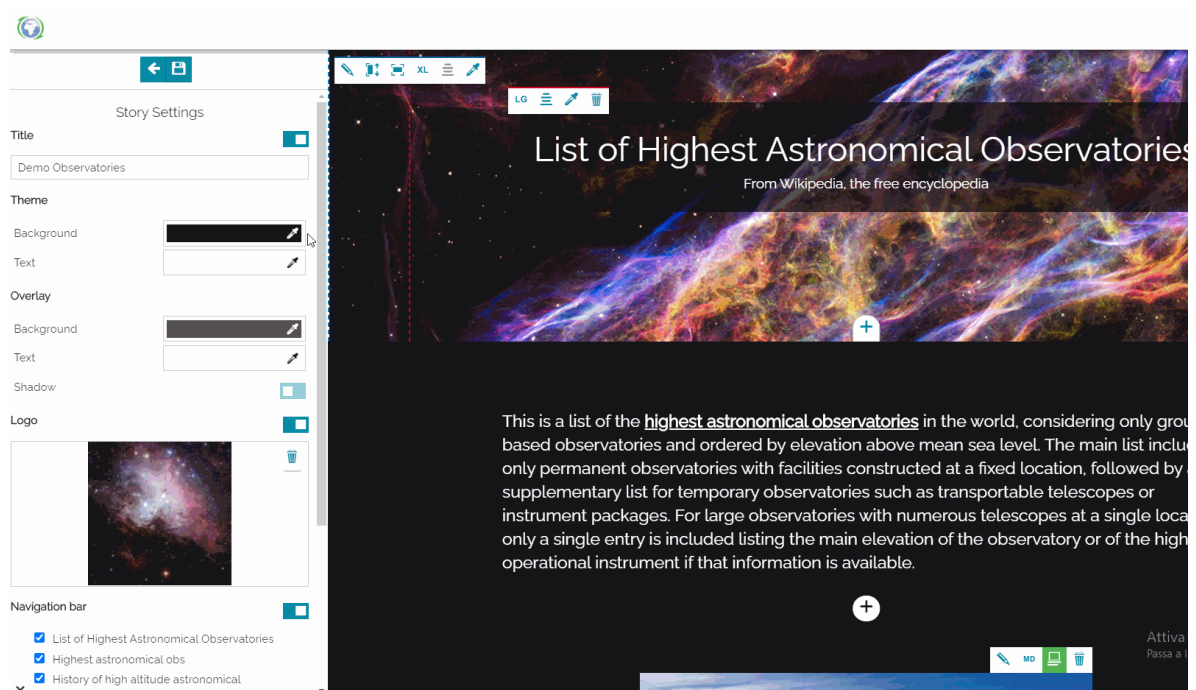 Story Settings
Title
Demo Observatories
Theme
Background
Text
Overlay
Background
Text
Shadow
Logo
Navigation bar
List of Highest Astronomical Observatories
Highest astronomical obs
History of high altitude astronomical
XL
LG
List of Highest Astronomical Observatories
From Wikipedia, the free encyclopedia
This is a list of the highest astronomical observatories in the world, considering only grou
based observatories and ordered by elevation above mean sea level. The main list includ
only permanent observatories with facilities constructed at a fixed location, followed by a
supplementary list for temporary observatories such as transportable telescopes or
instrument packages. For large observatories with numerous telescopes at a single loca
only a single entry is included listing the main elevation of the observatory or of the high
operational instrument if that information is available.
Attiva
Passa a
MD